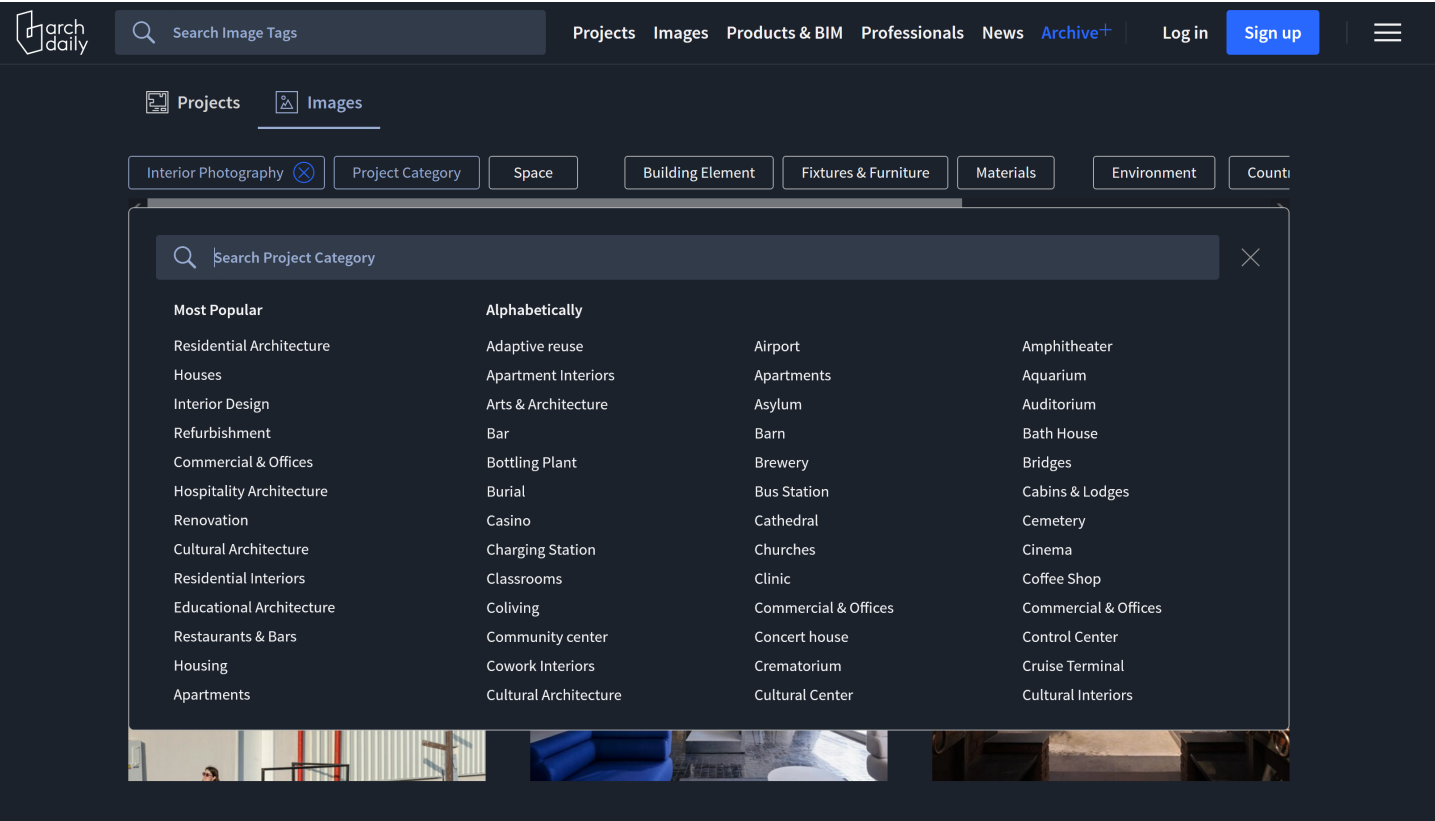 arch
daily
Search Image Tags
Projects Images Products & BIM Professionals News Archive+ Log in Sign up
Projects Images
Interior Photography Project Category Space Building Element Fixtures & Furniture Materials Environment
Search Project Category
Most Popular Alphabetically
Residential Architecture Adaptive reuse Airport Amphitheater
Houses Apartment Interiors Apartments Aquarium
Interior Design Arts & Architecture Asylum Auditorium
Refurbishment Bar Barn Bath House
Commercial & Offices Bottling Plant Brewery Bridges
Hospitality Architecture Burial Bus Station Cabins & Lodges
Renovation Casino Cathedral Cemetery
Cultural Architecture Charging Station Churches Cinema
Residential Interiors Classrooms Clinic Coffee Shop
Educational Architecture Coliving Commercial & Offices Commercial & Offices
Restaurants & Bars Community center Concert house Control Center
Housing Cowork Interiors Crematorium Cruise Terminal
Apartments Cultural Architecture Cultural Center Cultural Interiors